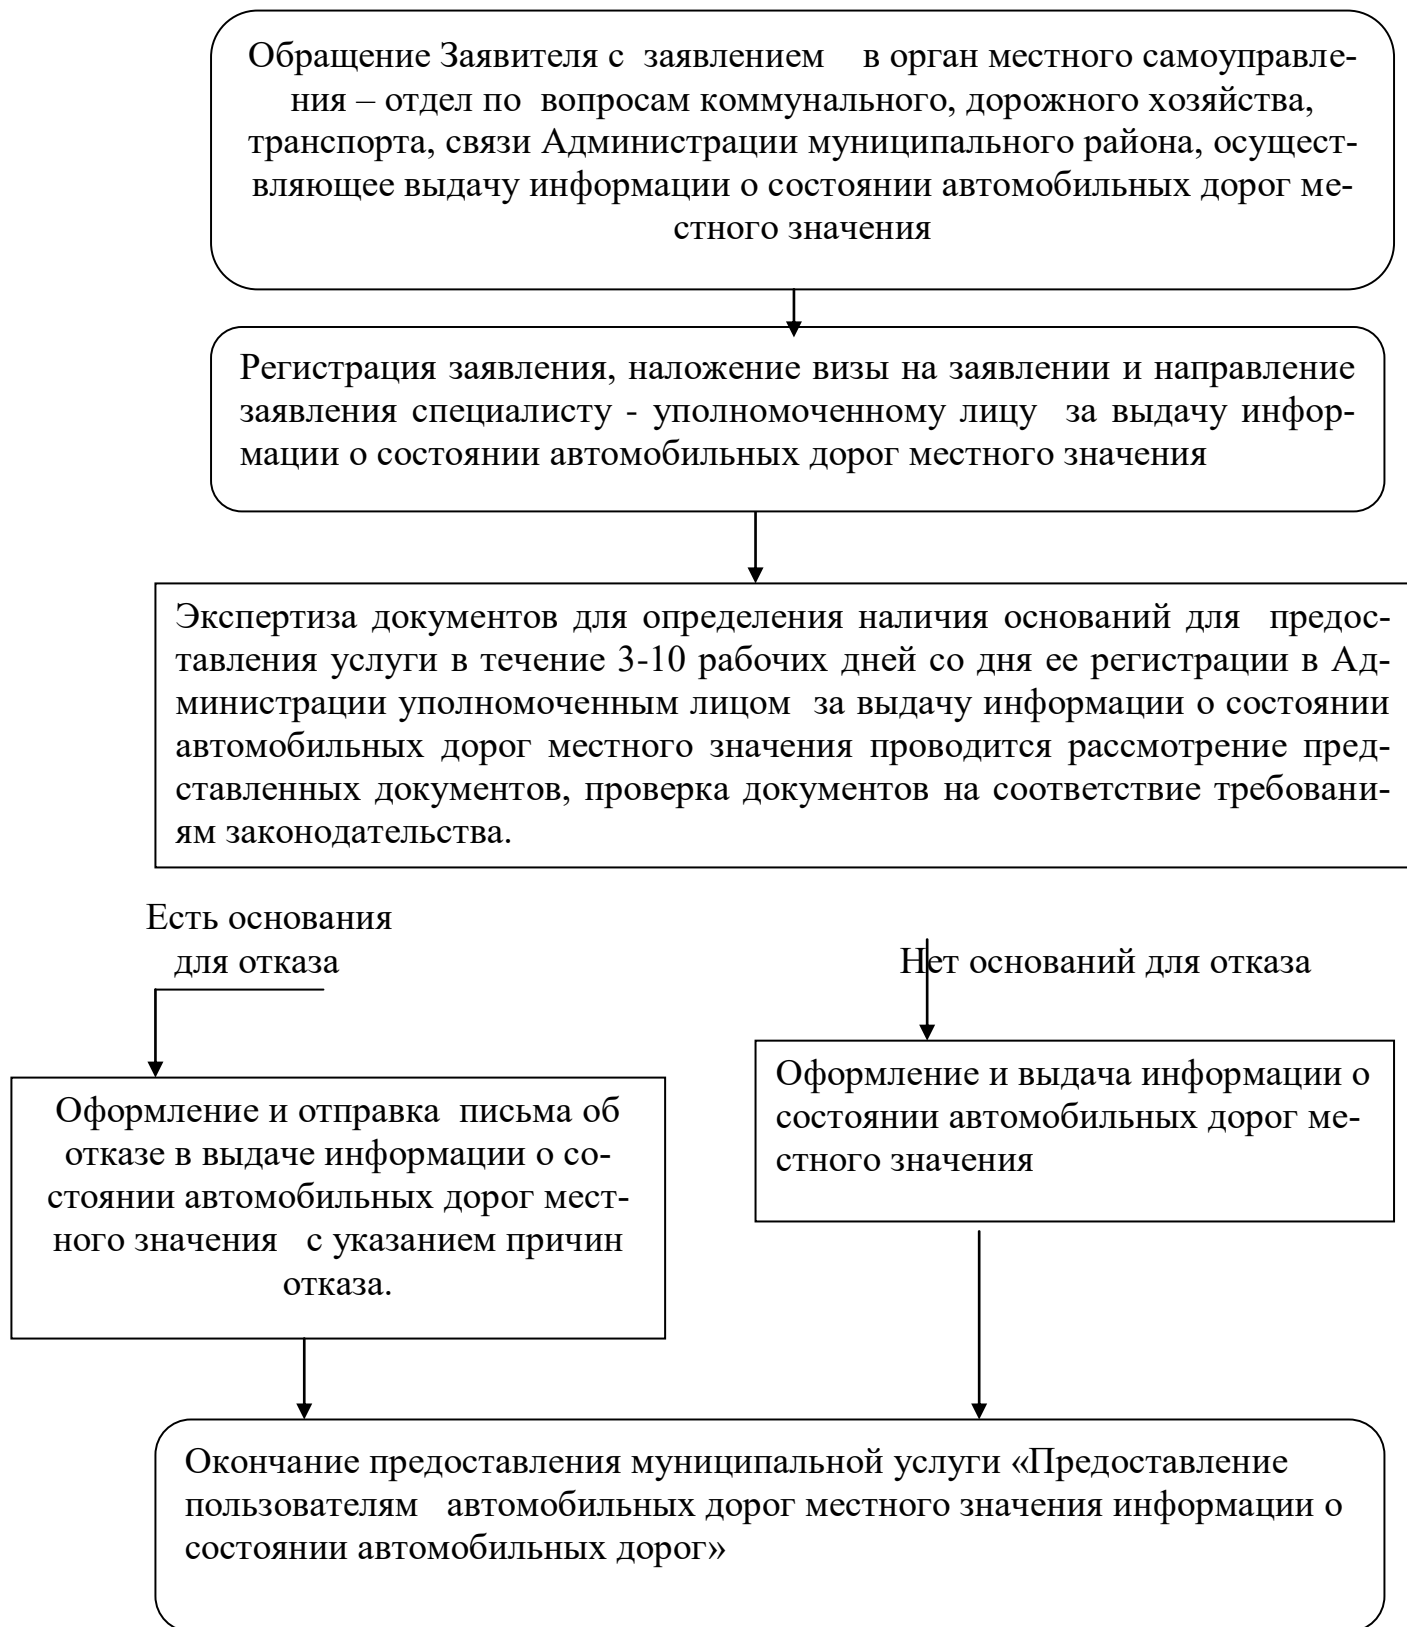 Обращение Заявителя с заявлением в орган местного самоуправле-
ния – отдел по вопросам коммунального, дорожного хозяйства,
транспорта, связи Администрации муниципального района, осущест-
вляющее выдачу информации о состоянии автомобильных дорог ме-
стного значения
Регистрация заявления, наложение визы на заявлении и направление
заявления специалисту - уполномоченному лицу за выдачу инфор-
мации о состоянии автомобильных дорог местного значения
Экспертиза документов для определения наличия оснований для предос-
тавления услуги в течение 3-10 рабочих дней со дня ее регистрации в Ад-
министрации уполномоченным лицом за выдачу информации о состоянии
автомобильных дорог местного значения проводится рассмотрение пред-
ставленных документов, проверка документов на соответствие требовани-
ям законодательства.
Есть основания
для отказа
Нет оснований для отказа
Оформление и отправка письма об
отказе в выдаче информации о со-
стоянии автомобильных дорог мест-
ного значения с указанием причин
отказа.
Оформление и выдача информации о
состоянии автомобильных дорог ме-
стного значения
Окончание предоставления муниципальной услуги «Предоставление
пользователям автомобильных дорог местного значения информации о
состоянии автомобильных дорог»